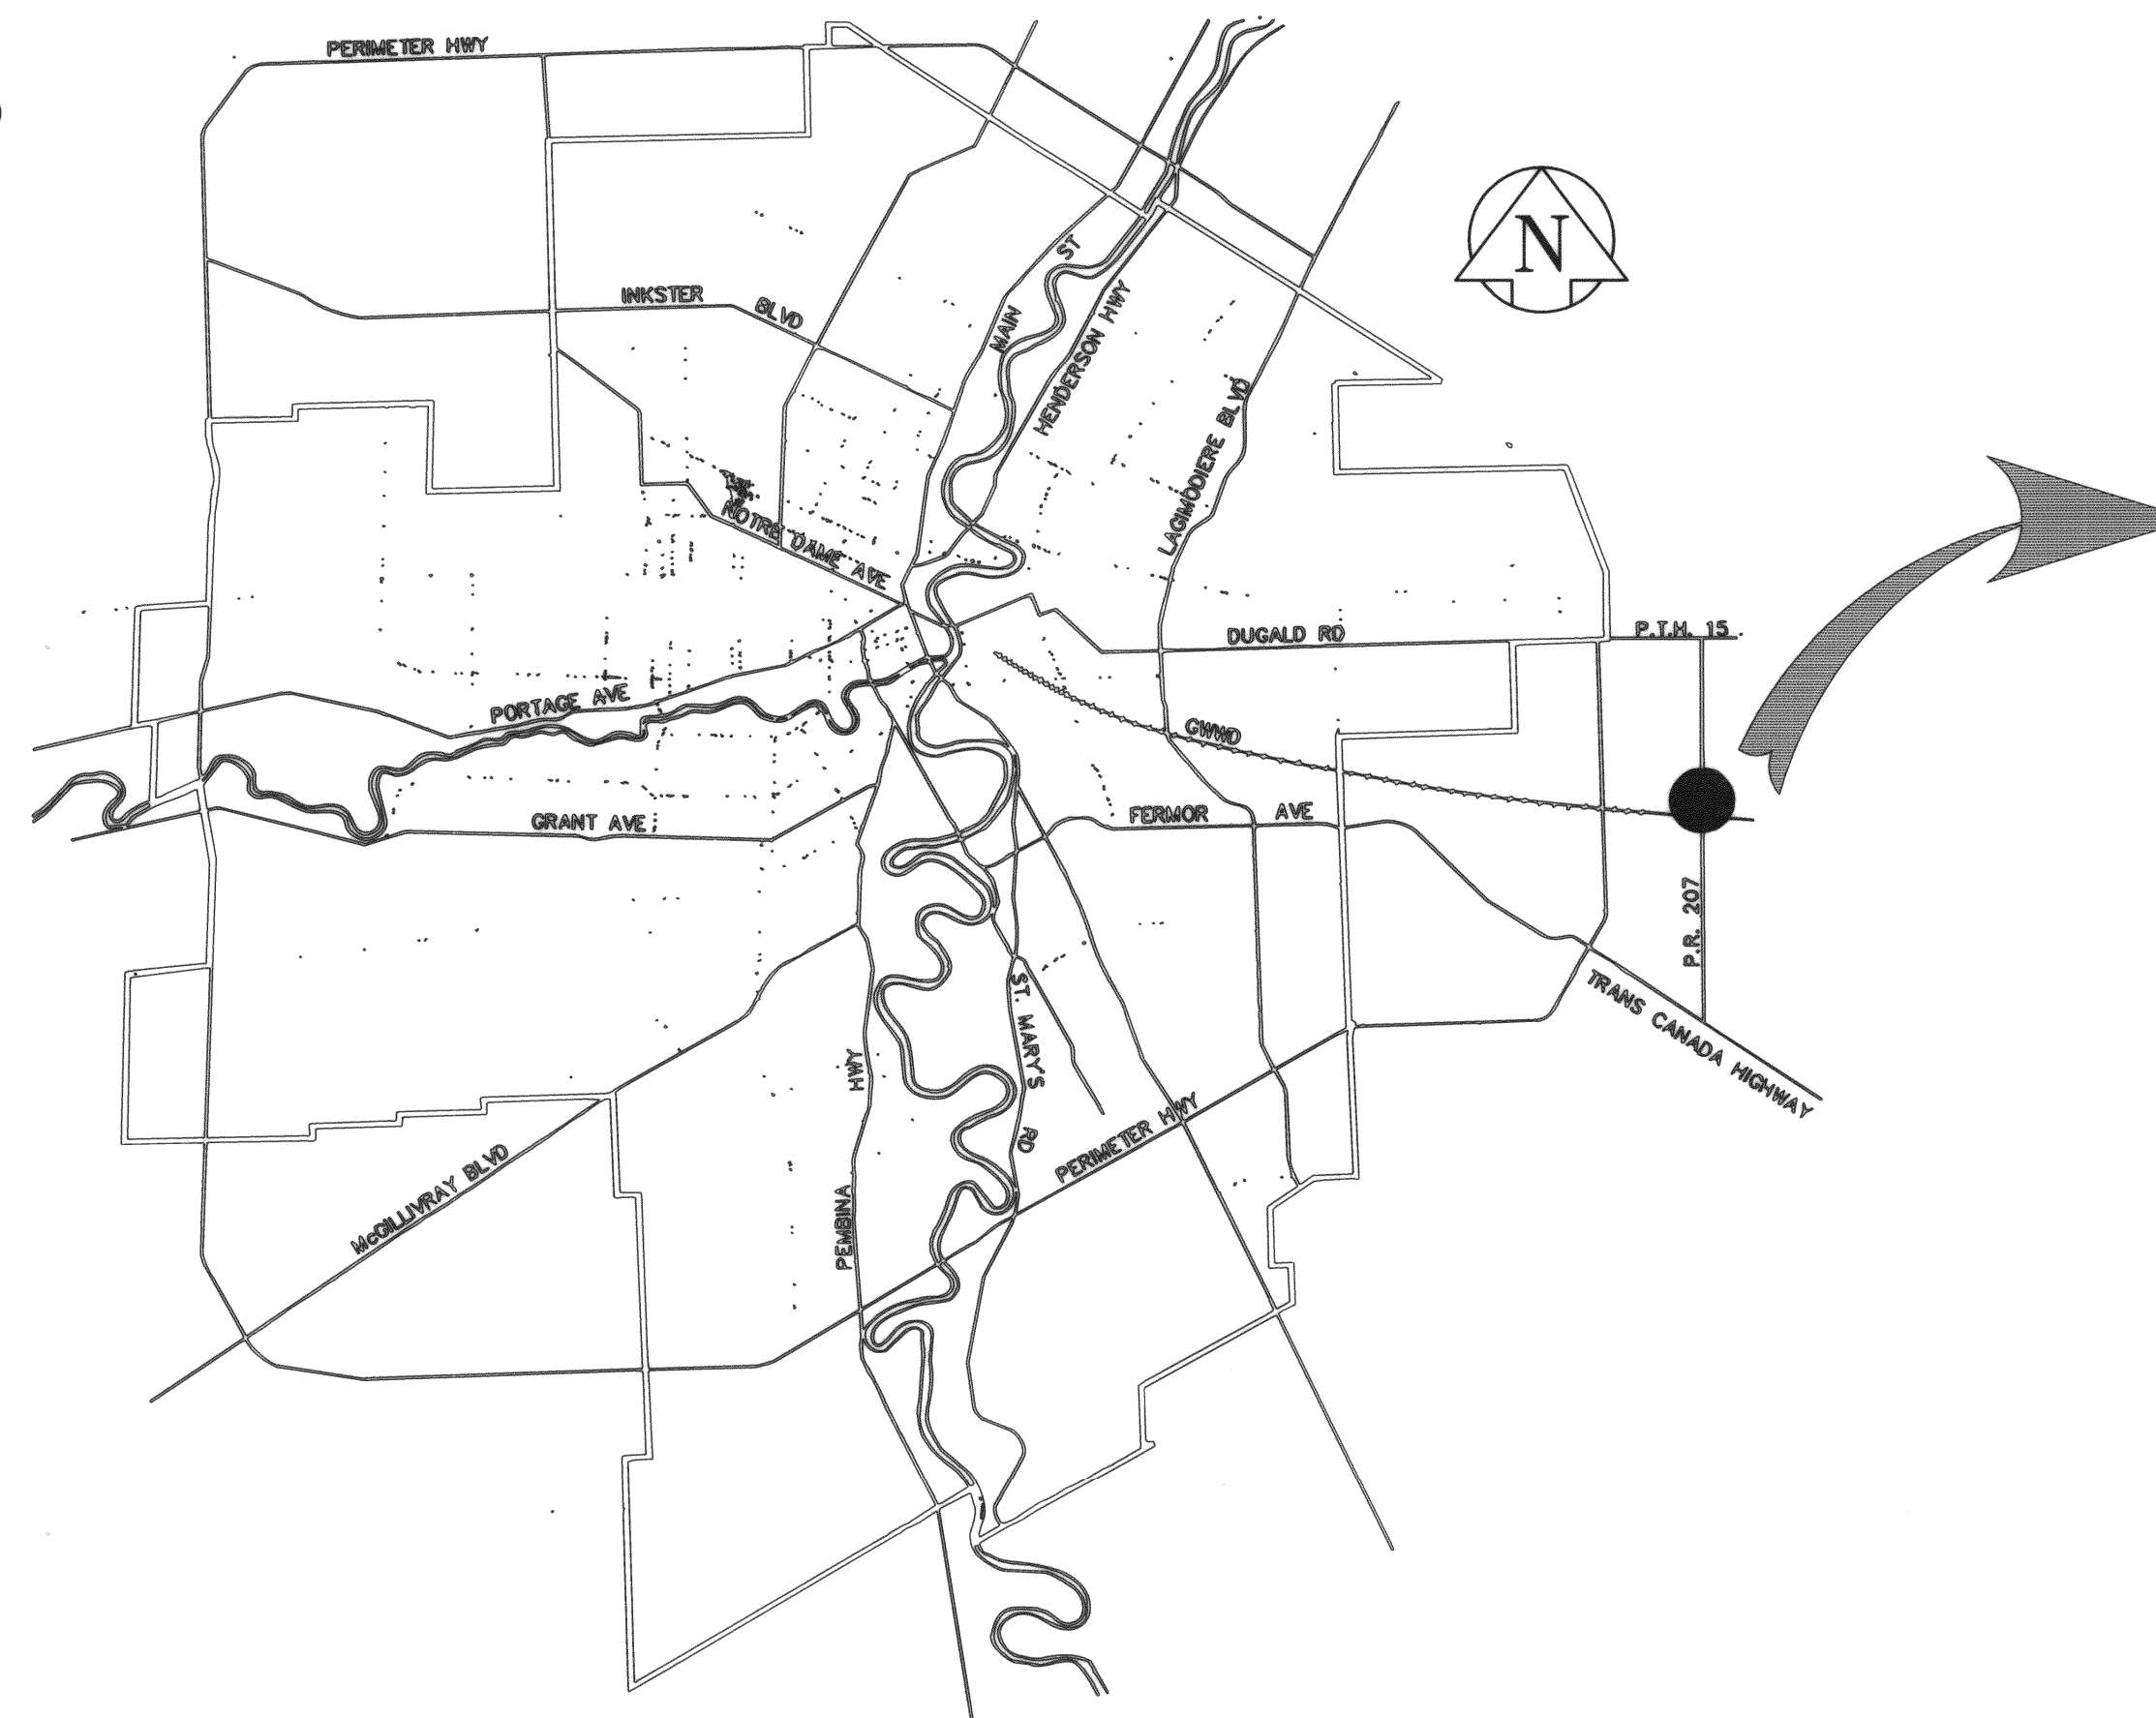 PERIMETER HWY
N
ST
INKSTER
BLVD
MAIN
HENDERSON HWY
LAGIMODIERE BLVD
NOTRE DAME AVE
DUGALD RD
P.T.H. 15
PORTAGE AVE
GWWD
GRANT AVE
FERMOR
AVE
P.R. 207
ST. MARY'S
RD
TRANS CANADA HIGHWAY
HWY
PEMBINA
PERIMETER HWY
McGILLIVRAY BLVD